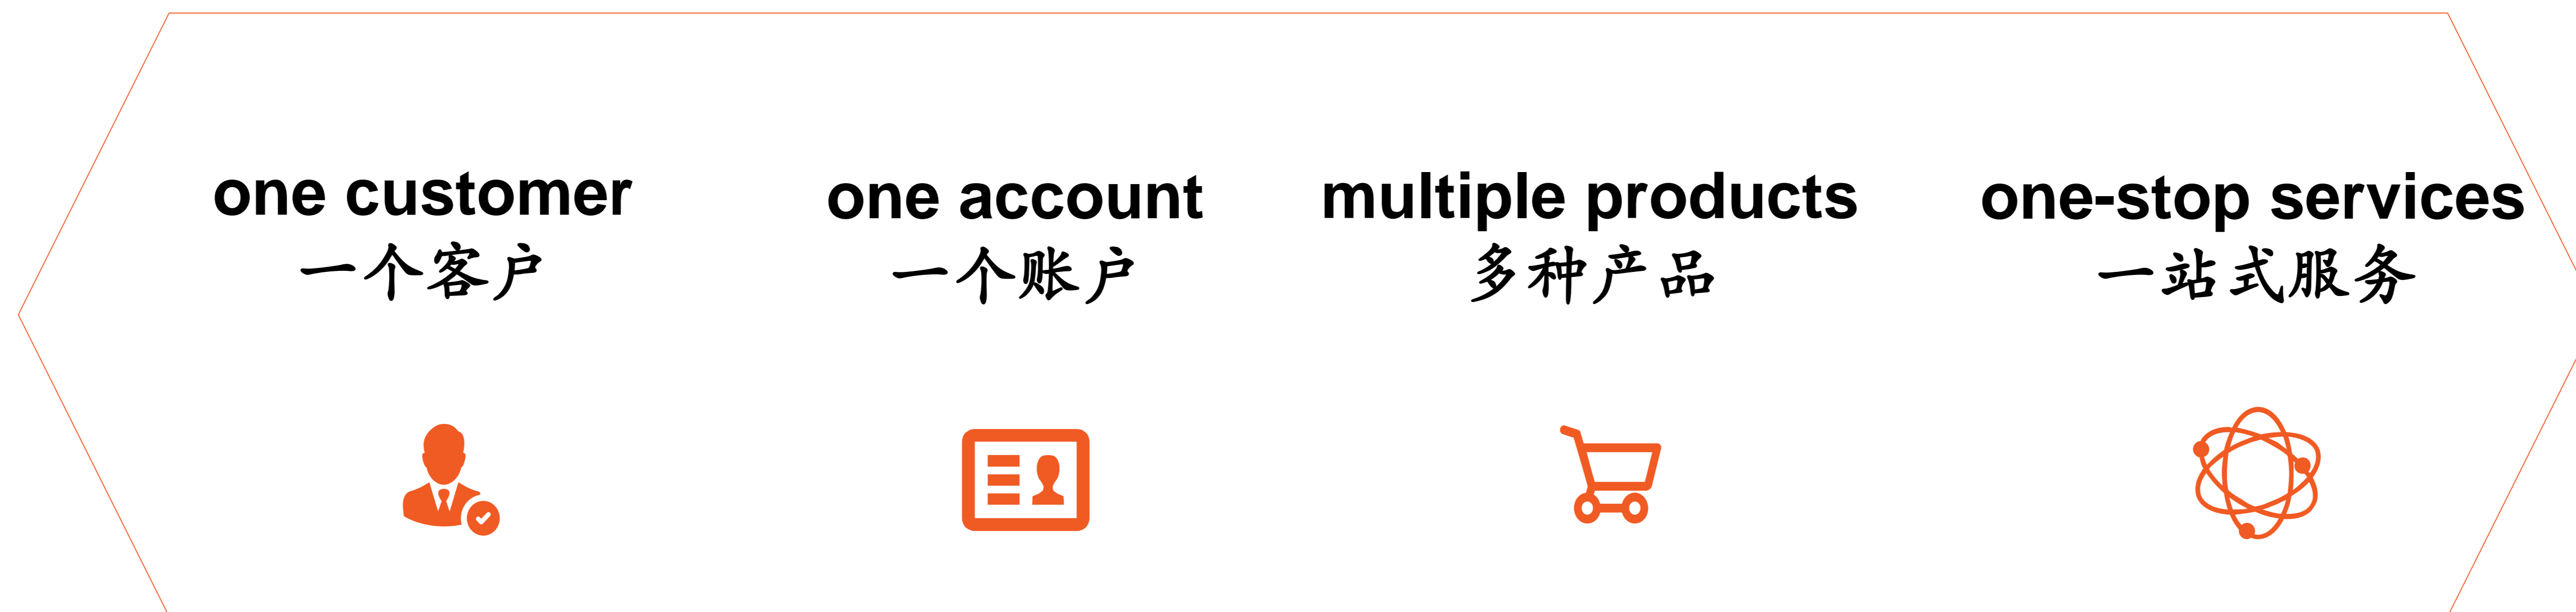 one customer
一个客户
one account
一个账户
multiple products
多种产品
one-stop services
一站式服务